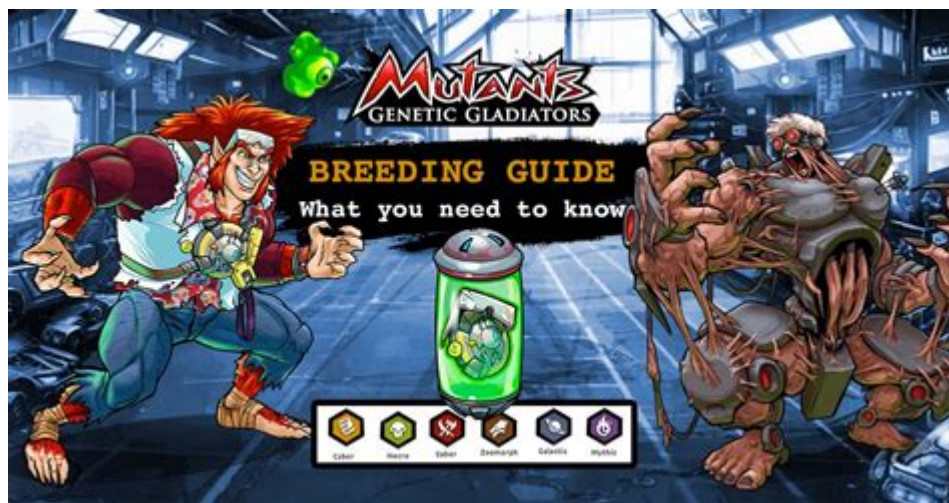 MUTANTS
GENETIC GLADIATORS
BREEDING GUIDE
What you need to know
Cyber Necro Saber Zoomorph Galactic Mythic